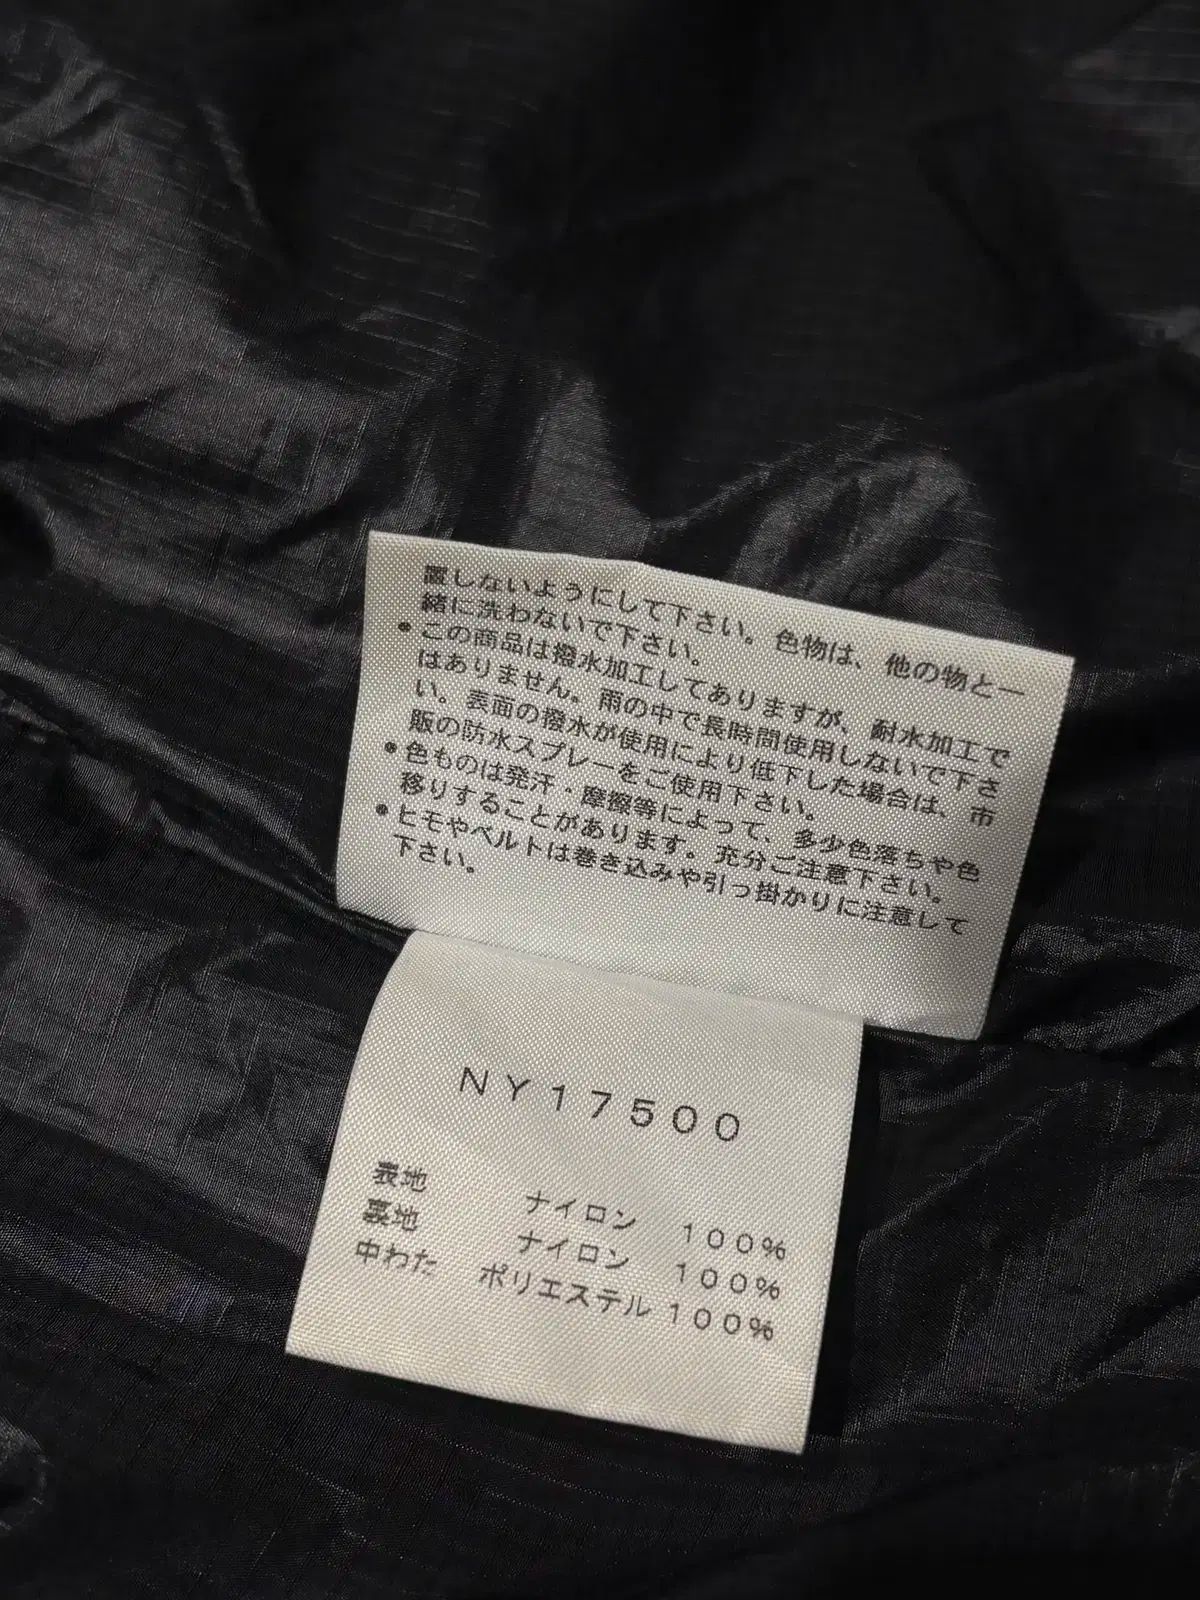 置しないようにして下さい。色物は、他の物と一
緒に洗わないで下さい。
●この商品は撥水加工してありますが、耐水加工で
はありません。雨の中で長時間使用しないで下さ
い。表面の撥水が使用により低下した場合は、市
販の防水スプレーをご使用下さい。
●色ものは発汗・摩擦等によって、多少色落ちや色
移りすることがあります。充分ご注意下さい。
●ヒモやベルトは巻き込みや引っ掛かりに注意して
下さい。
NY17500
表地 ナイロン 100%
裏地 ナイロン 100%
中わた ポリエステル 100%